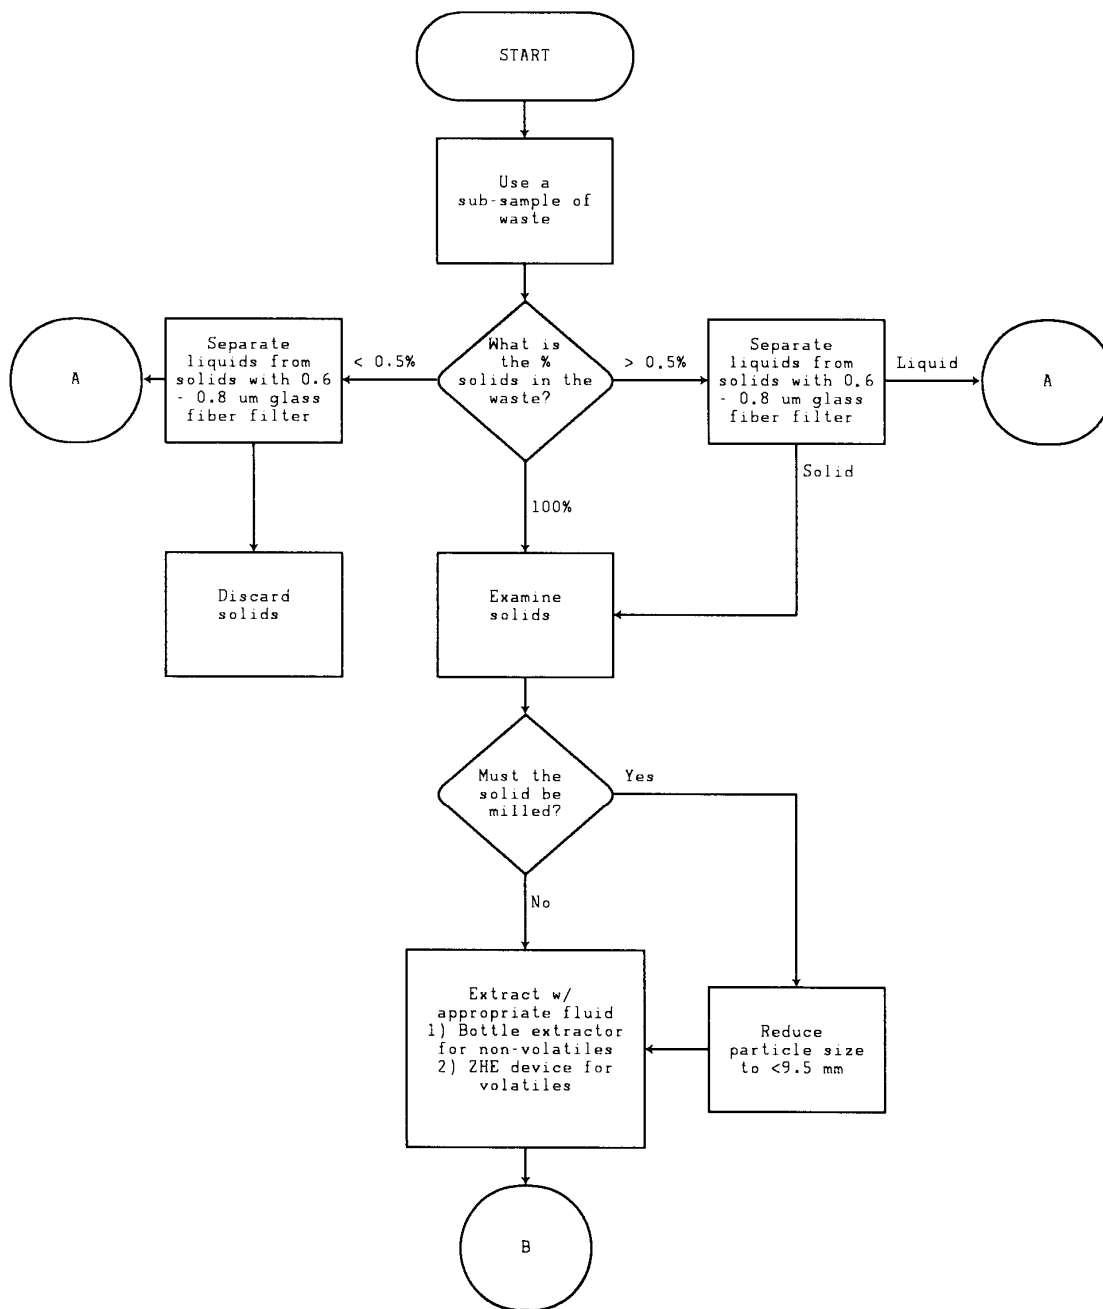 START
Use a
sub-sample of
waste
What is
the %
solids in the
waste?
< 0.5%
Separate
liquids from
solids with 0.6
- 0.8 um glass
fiber filter
A
> 0.5%
Separate
liquids from
solids with 0.6
- 0.8 um glass
fiber filter
Liquid
A
Solid
100%
Discard
solids
Examine
solids
Must the
solid be
milled?
Yes
No
Extract w/
appropriate fluid
1) Bottle extractor
for non-volatiles
2) ZHE device for
volatiles
Reduce
particle size
to <9.5 mm
B